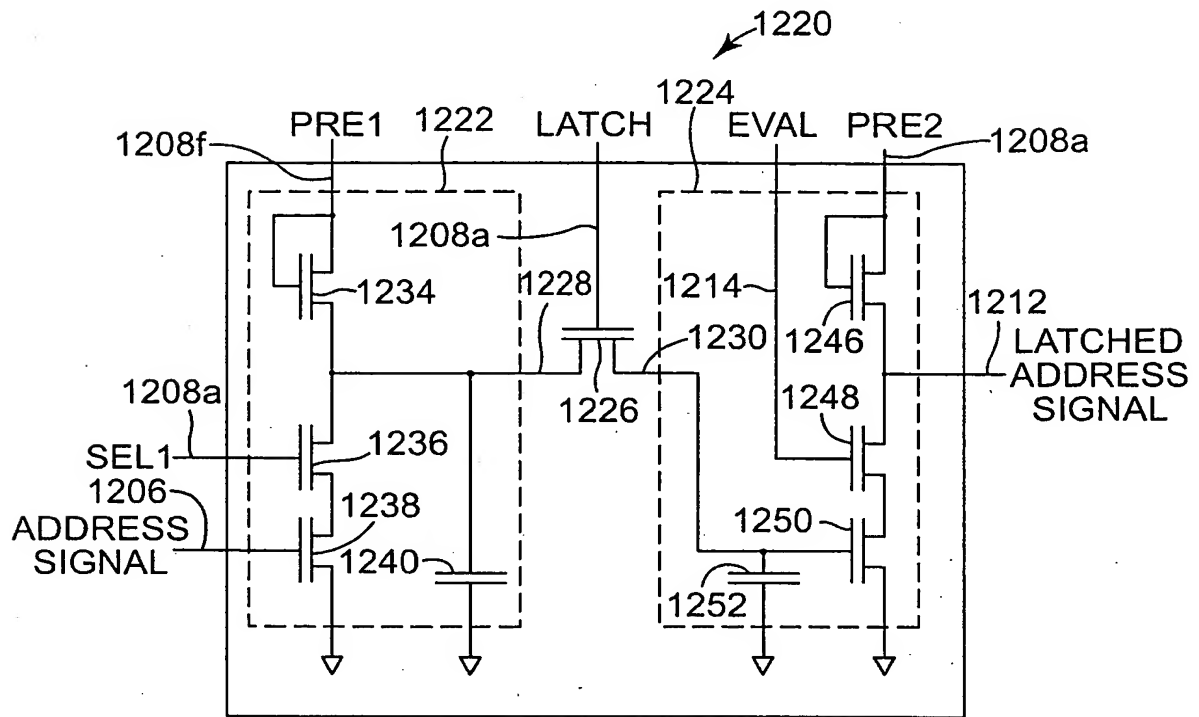 1220
1224
PRE1 1222 LATCH EVAL PRE2
1208f
1208a
1208a
1234
1228
1214
1230
1246
1212
LATCHED
ADDRESS
SIGNAL
1226
1208a
1248
SEL1
1236
1206
1238
ADDRESS
SIGNAL
1250
1240
1252